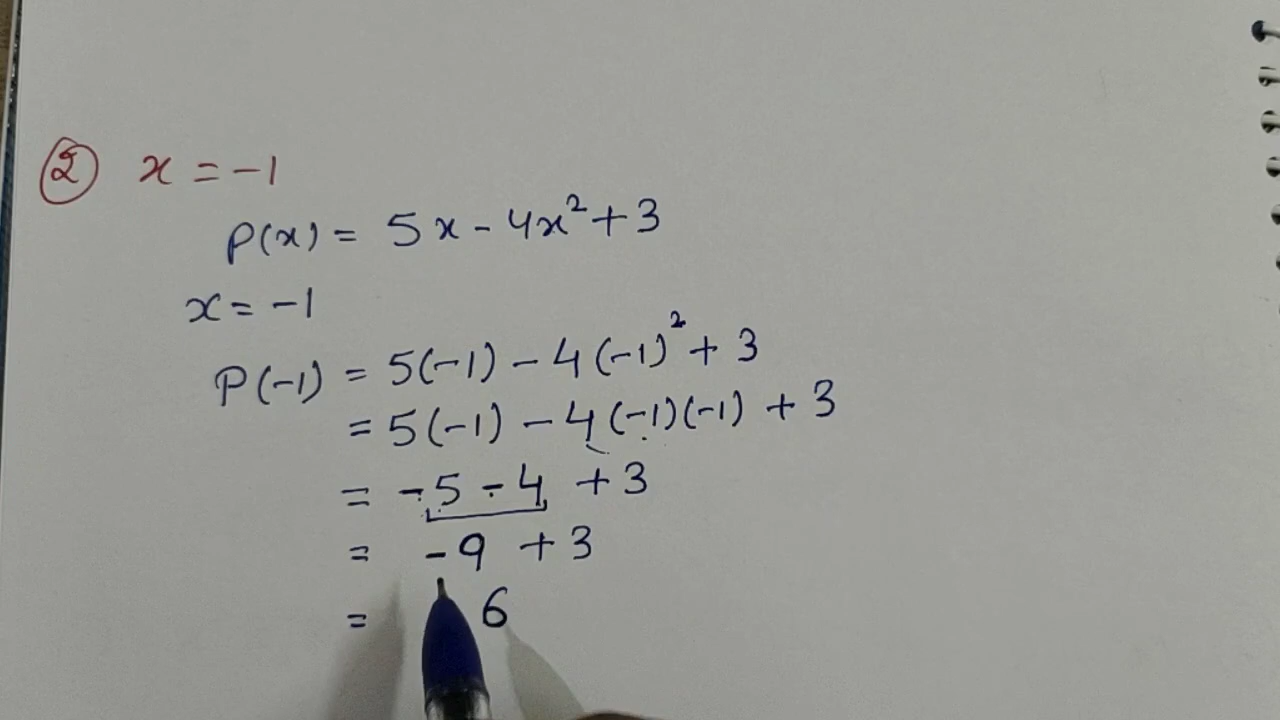 ② x = -1
P(x) = 5x - 4x² + 3
x = -1
P(-1) = 5(-1) - 4(-1)² + 3
= 5(-1) - 4(-1)(-1) + 3
= -5 - 4 + 3
= -9 + 3
= 6